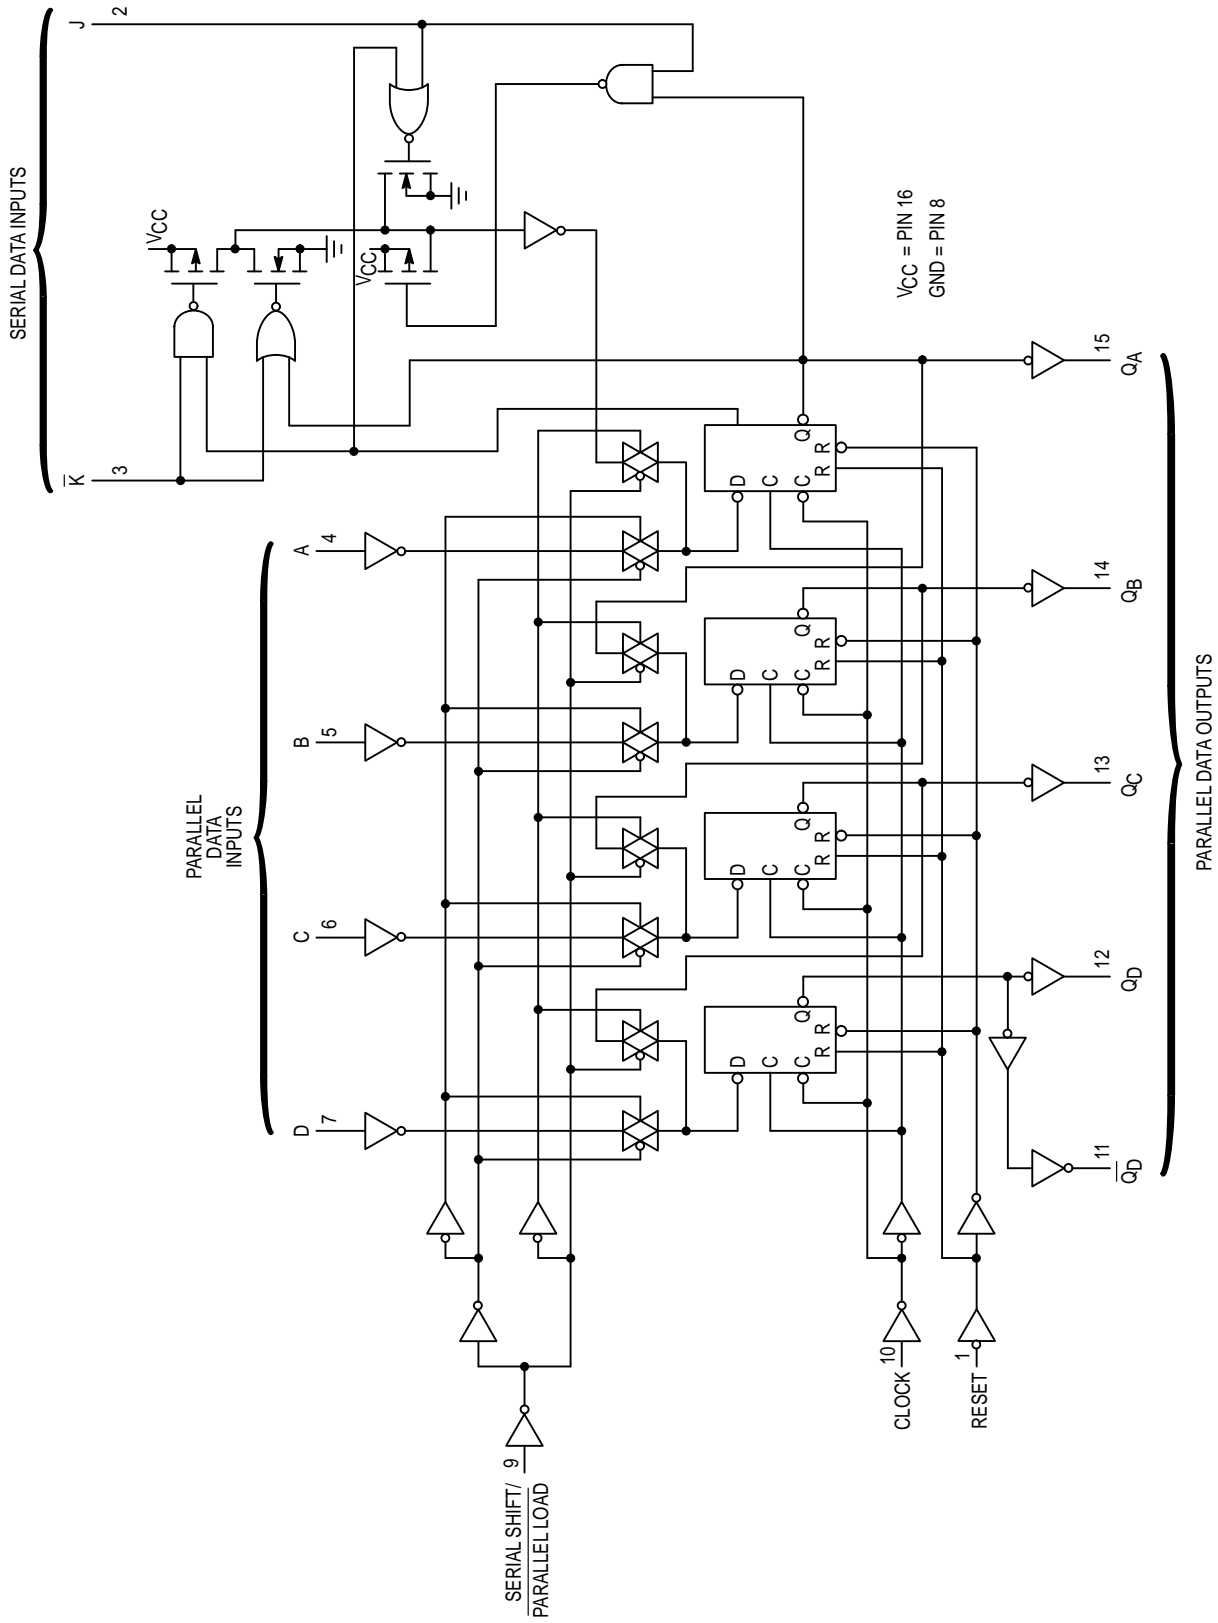 SERIAL DATA INPUTS
J 2
K̅ 3
VCC
VCC
PARALLEL
DATA
INPUTS
A 4
B 5
C 6
D 7
SERIAL SHIFT/
PARALLEL LOAD 9
CLOCK 10
RESET 1
D C C Q R R
D C C Q R R
D C C Q R R
D C C Q R R
VCC = PIN 16
GND = PIN 8
15 QA
14 QB
13 QC
12 QD
11 Q̅D
PARALLEL DATA OUTPUTS